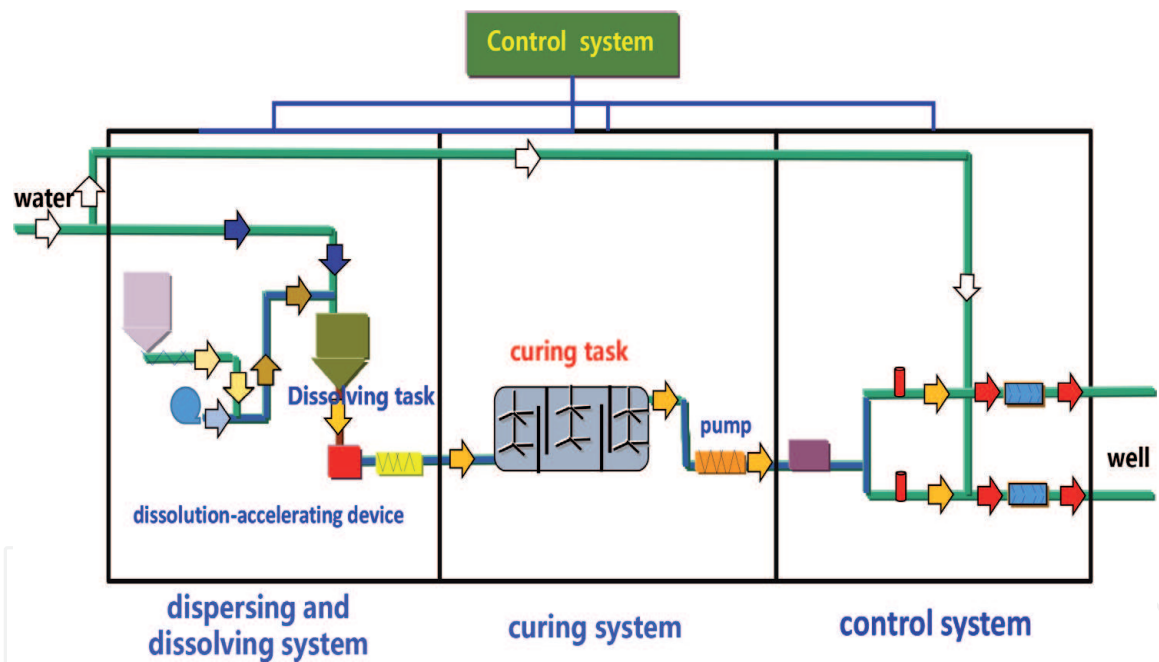 Control system
water
curing task
Dissolving task
pump
well
dissolution-accelerating device
dispersing and
dissolving system
curing system
control system